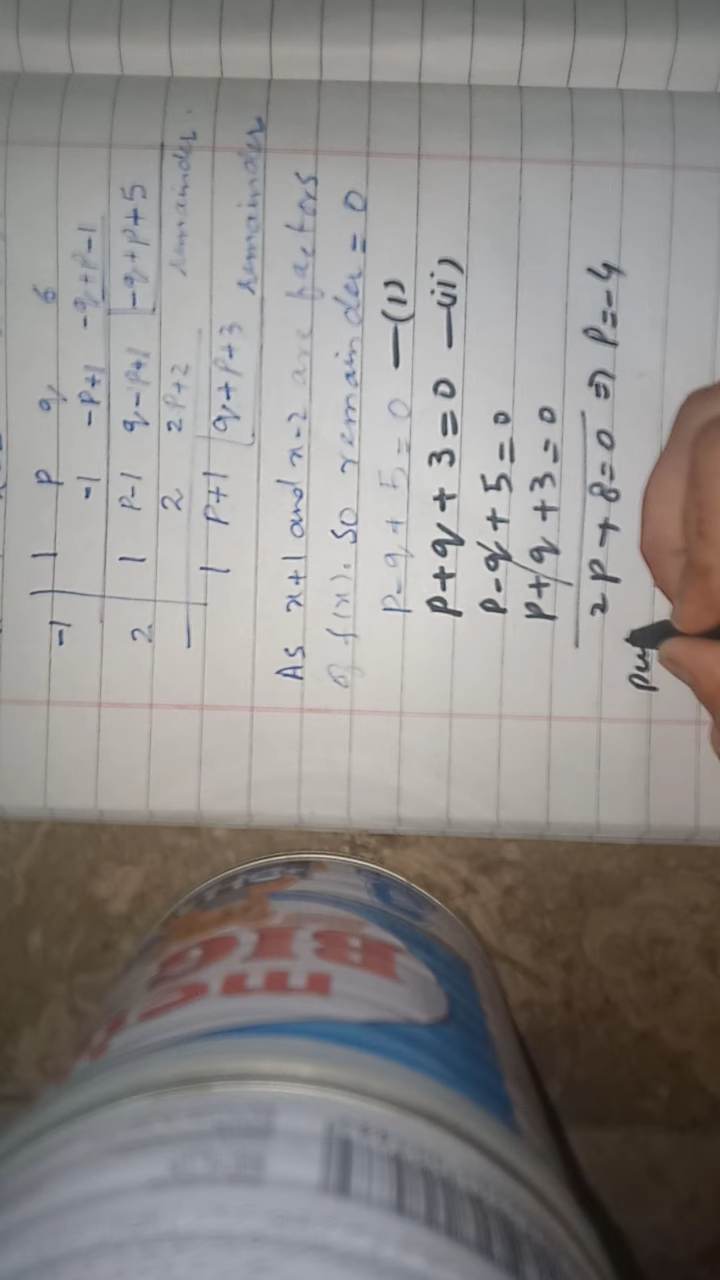 -1 | 1 p q 6
-1 -p+1 -q+p-1
2 | 1 p-1 q-p+1 | -q+p+5
2 2p+2 remainder.
1 p+1 | q+p+3 remainder
As x+1 and x-2 are factors
of f(x). So remainder = 0
p-q+5=0 —(i)
p+q+3=0 —(ii)
p-q+5=0
p+q+3=0
2p+8=0 ⇒ p=-4
pu
BIG